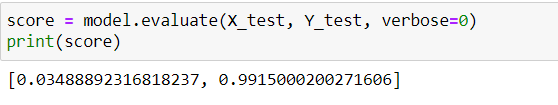 score = model.evaluate(X_test, Y_test, verbose=0)
print(score)
[0.03488892316818237, 0.9915000200271606]